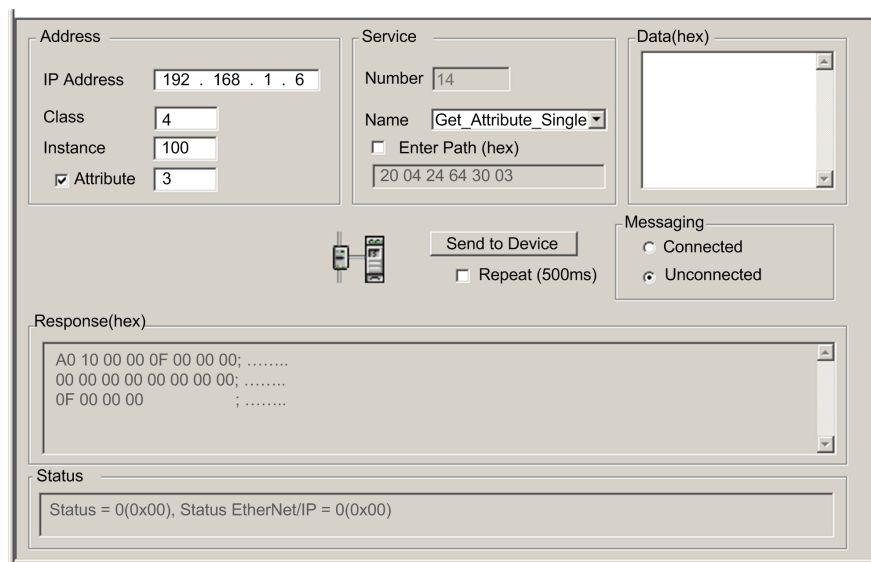 Address
IP Address 192 . 168 . 1 . 6
Class 4
Instance 100
Attribute 3
Service
Number 14
Name Get_Attribute_Single
Enter Path (hex)
20 04 24 64 30 03
Data(hex)
Send to Device
Repeat (500ms)
Messaging
Connected
Unconnected
Response(hex)
A0 10 00 00 0F 00 00 00; ……..
00 00 00 00 00 00 00 00; ……..
0F 00 00 00 ; ……..
Status
Status = 0(0x00), Status EtherNet/IP = 0(0x00)